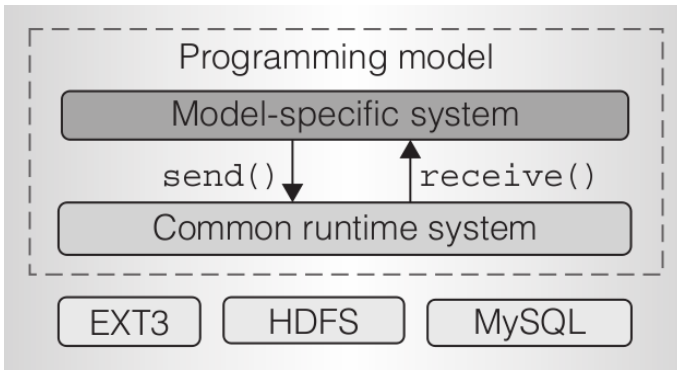 Programming model
Model-specific system
send() receive()
Common runtime system
EXT3 HDFS MySQL